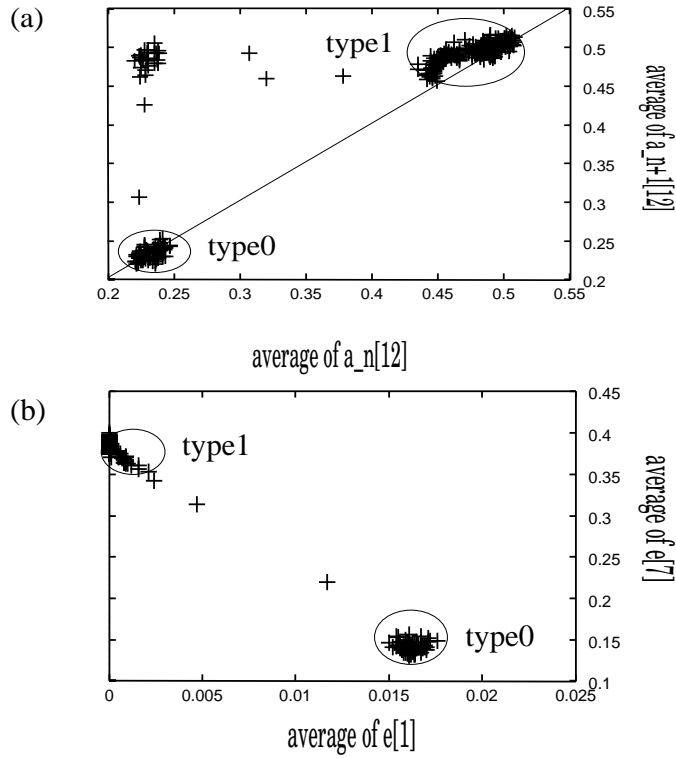 (a)
type1
type0
0.55
0.5
0.45
0.4
0.35
0.3
0.25
0.2
average of a_n+1[12]
0.2 0.25 0.3 0.35 0.4 0.45 0.5 0.55
average of a_n[12]
(b)
type1
type0
0.45
0.4
0.35
0.3
0.25
0.2
0.15
0.1
average of e[7]
0 0.005 0.01 0.015 0.02 0.025
average of e[1]